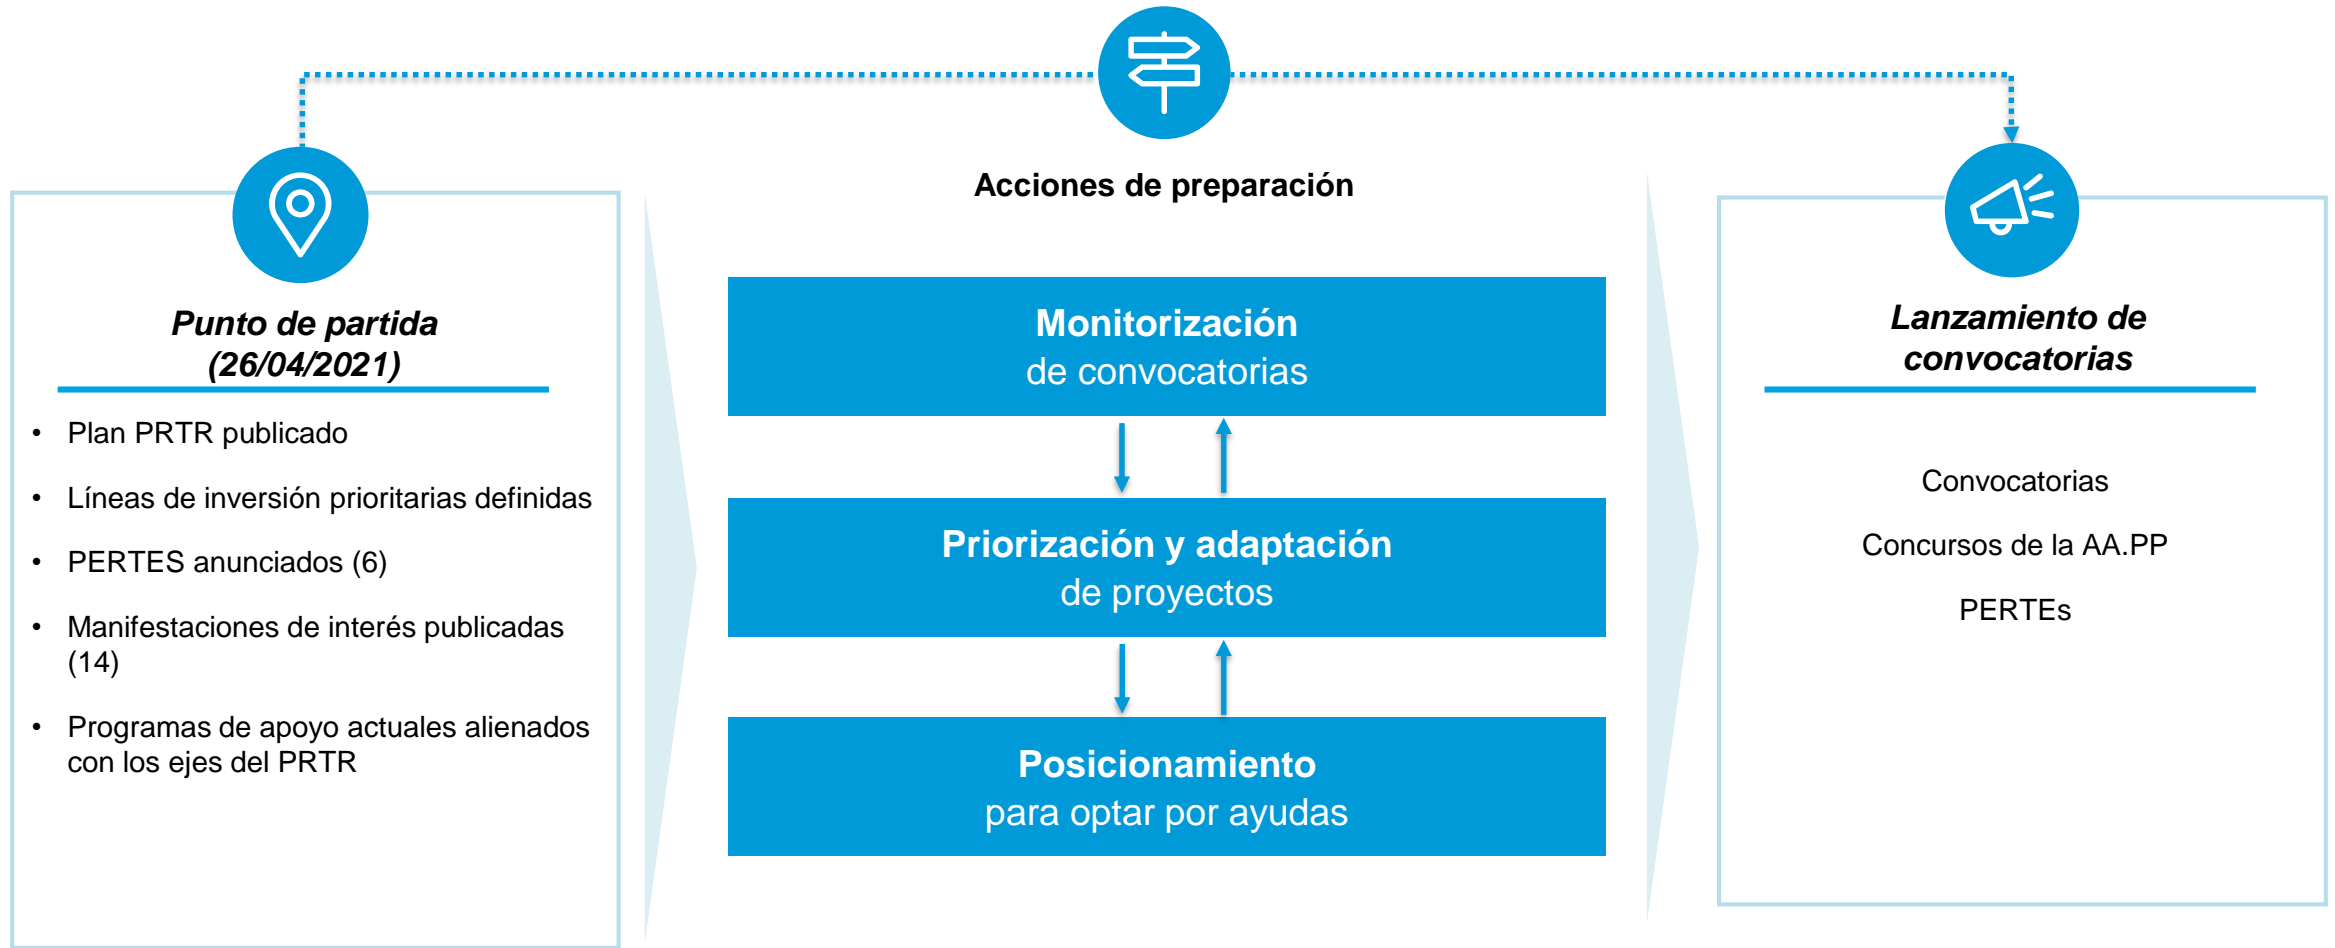 Acciones de preparación
Punto de partida
(26/04/2021)
• Plan PRTR publicado
• Líneas de inversión prioritarias definidas
• PERTES anunciados (6)
• Manifestaciones de interés publicadas
(14)
• Programas de apoyo actuales alienados
con los ejes del PRTR
Monitorización
de convocatorias
Priorización y adaptación
de proyectos
Posicionamiento
para optar por ayudas
Lanzamiento de
convocatorias
Convocatorias
Concursos de la AA.PP
PERTEs